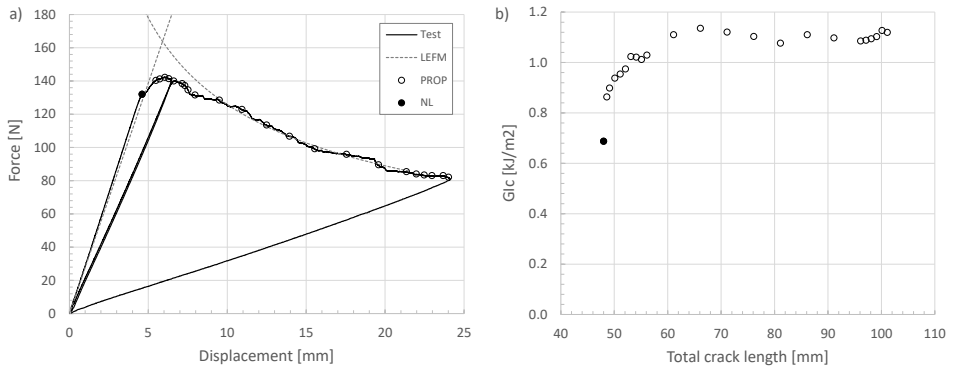 a)
180
160
140
120
100
80
60
40
20
0
Force [N]
0 5 10 15 20 25
Displacement [mm]
Test
LEFM
PROP
NL
b)
1.2
1.0
0.8
0.6
0.4
0.2
0.0
GIc [kJ/m2]
40 50 60 70 80 90 100 110
Total crack length [mm]